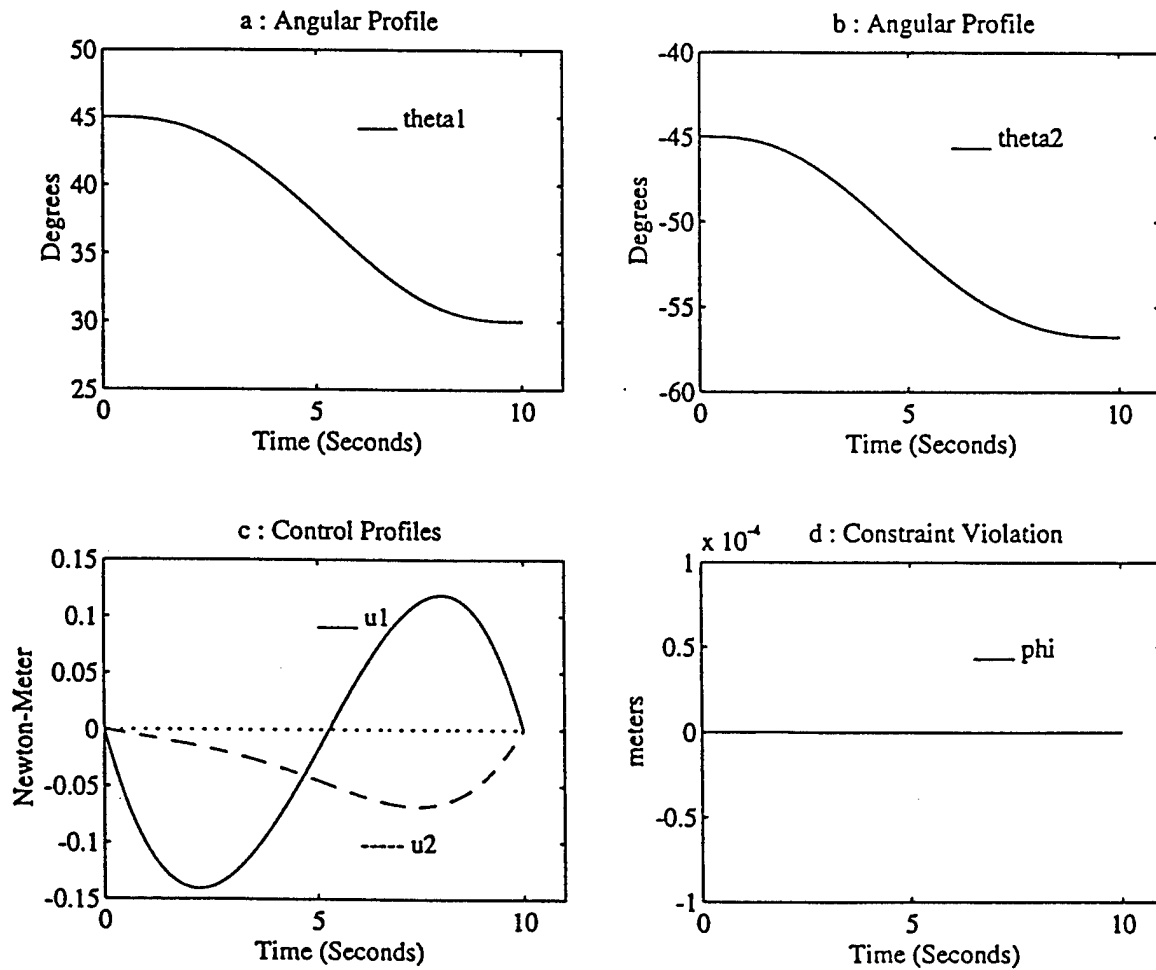 a : Angular Profile
50
45
40
35
30
25
Degrees
theta1
0
5
10
Time (Seconds)
b : Angular Profile
-40
-45
-50
-55
-60
Degrees
theta2
0
5
10
Time (Seconds)
c : Control Profiles
0.15
0.1
0.05
0
-0.05
-0.1
-0.15
Newton-Meter
u1
u2
0
5
10
Time (Seconds)
d : Constraint Violation
x 10-4
1
0.5
0
-0.5
-1
meters
phi
0
5
10
Time (Seconds)